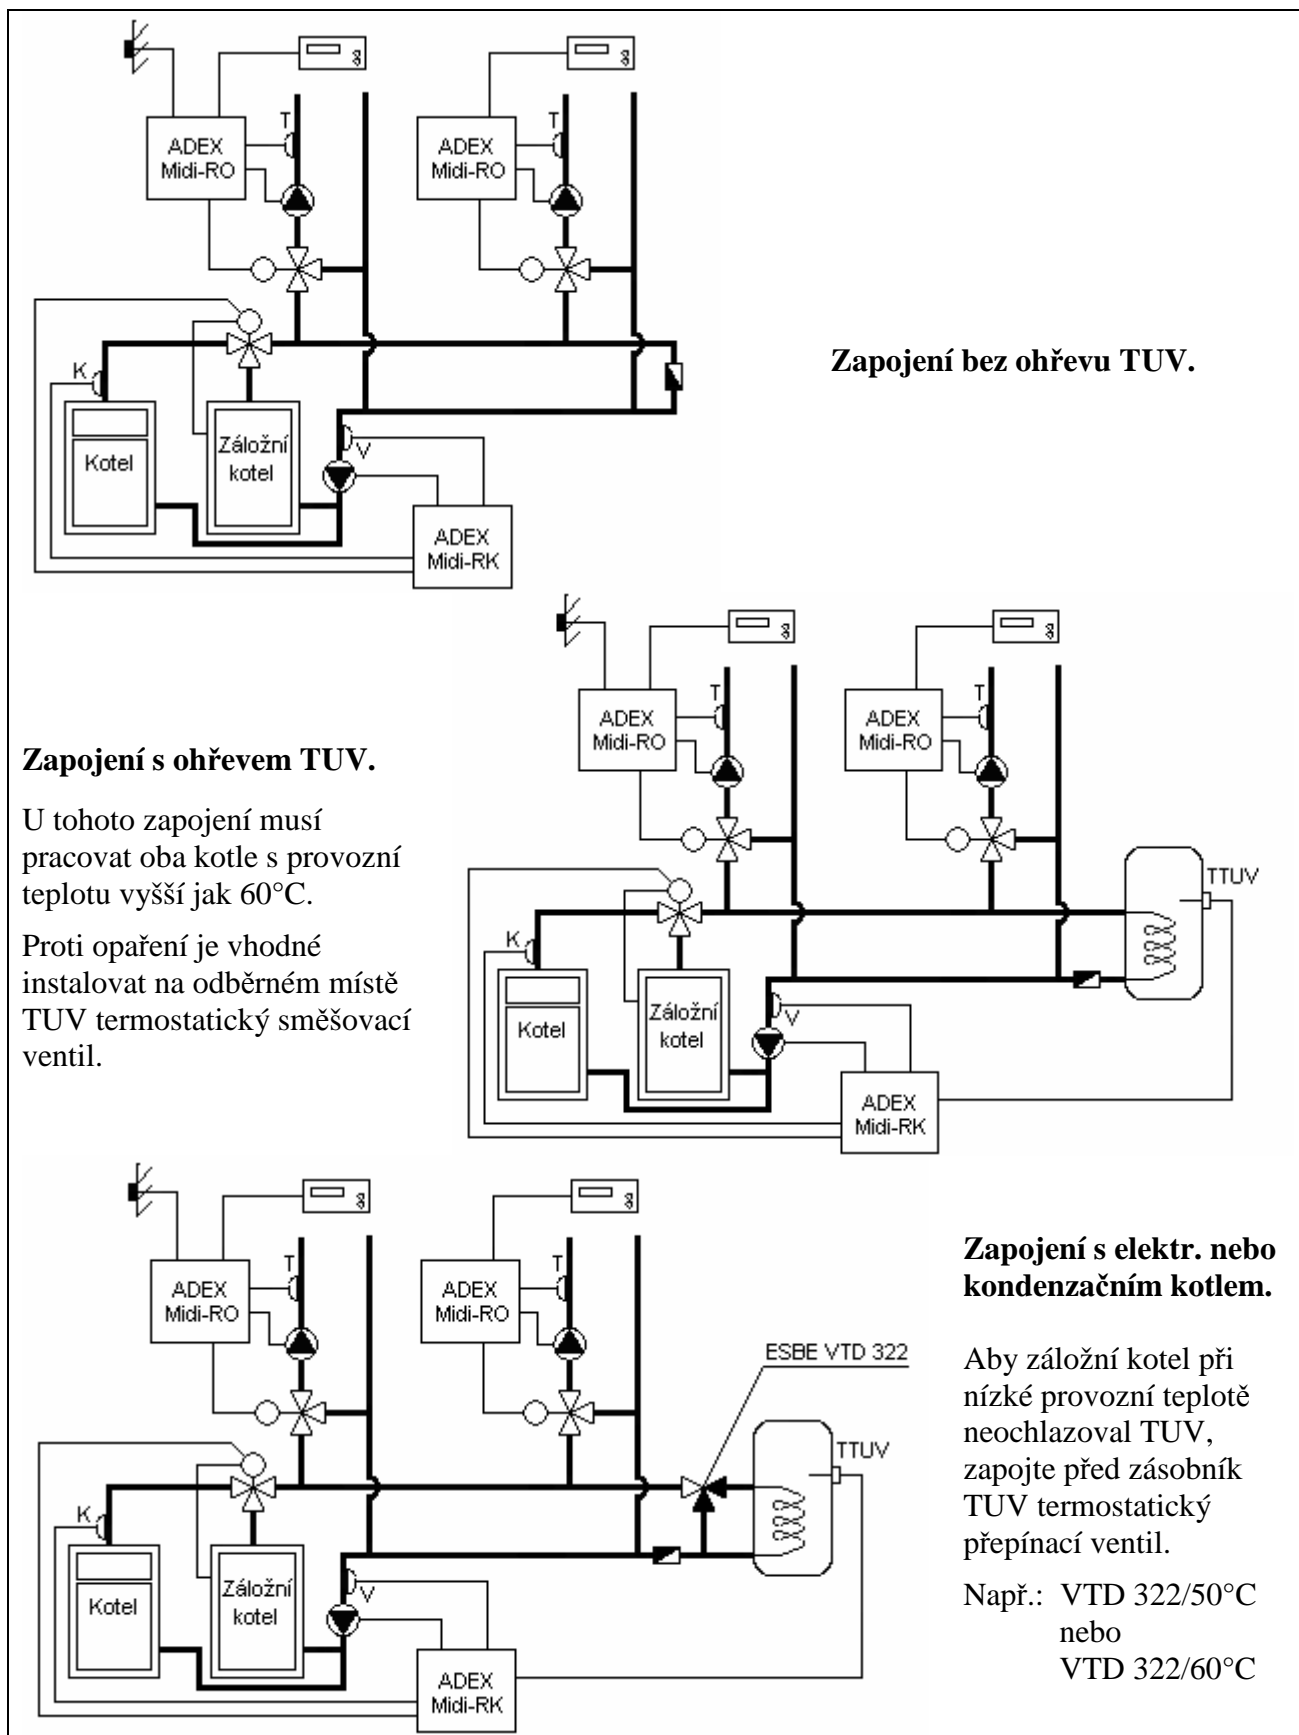 ADEX
Midi-RO
T
ADEX
Midi-RO
T
K
Kotel
Záložní
kotel
V
ADEX
Midi-RK
Zapojení bez ohřevu TUV.
Zapojení s ohřevem TUV.
U tohoto zapojení musí
pracovat oba kotle s provozní
teplotu vyšší jak 60°C.
Proti opaření je vhodné
instalovat na odběrném místě
TUV termostatický směšovací
ventil.
ADEX
Midi-RO
T
ADEX
Midi-RO
T
TTUV
K
Kotel
Záložní
kotel
V
ADEX
Midi-RK
ADEX
Midi-RO
T
ADEX
Midi-RO
T
ESBE VTD 322
TTUV
K
Kotel
Záložní
kotel
V
ADEX
Midi-RK
Zapojení s elektr. nebo
kondenzačním kotlem.
Aby záložní kotel při
nízké provozní teplotě
neochlazoval TUV,
zapojte před zásobník
TUV termostatický
přepínací ventil.
Např.: VTD 322/50°C
nebo
VTD 322/60°C